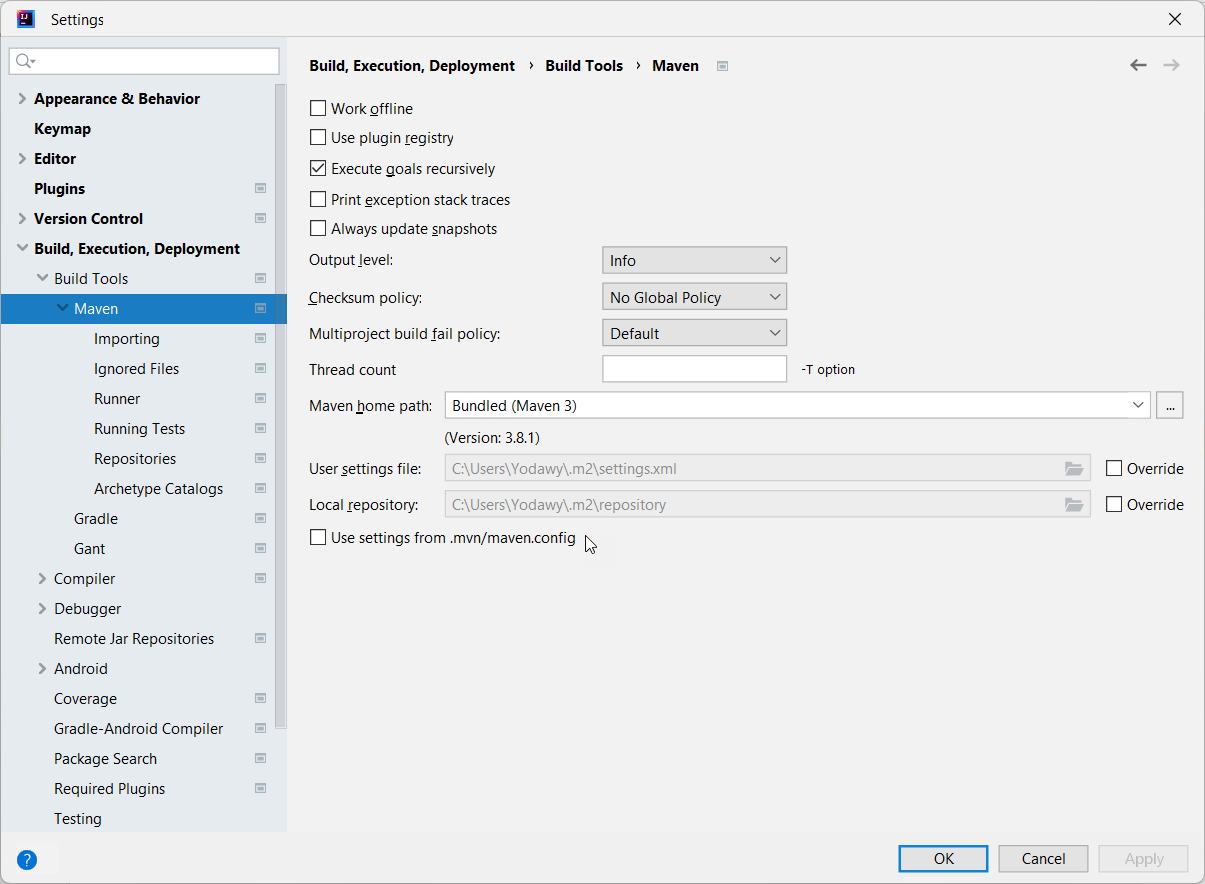 Settings
Build, Execution, Deployment › Build Tools › Maven
Appearance & Behavior
Keymap
Editor
Plugins
Version Control
Build, Execution, Deployment
Build Tools
Maven
Importing
Ignored Files
Runner
Running Tests
Repositories
Archetype Catalogs
Gradle
Gant
Compiler
Debugger
Remote Jar Repositories
Android
Coverage
Gradle-Android Compiler
Package Search
Required Plugins
Testing
Work offline
Use plugin registry
Execute goals recursively
Print exception stack traces
Always update snapshots
Output level: Info
Checksum policy: No Global Policy
Multiproject build fail policy: Default
Thread count -T option
Maven home path: Bundled (Maven 3) ...
(Version: 3.8.1)
User settings file: C:\Users\Yodawy\.m2\settings.xml Override
Local repository: C:\Users\Yodawy\.m2\repository Override
Use settings from .mvn/maven.config
? OK Cancel Apply